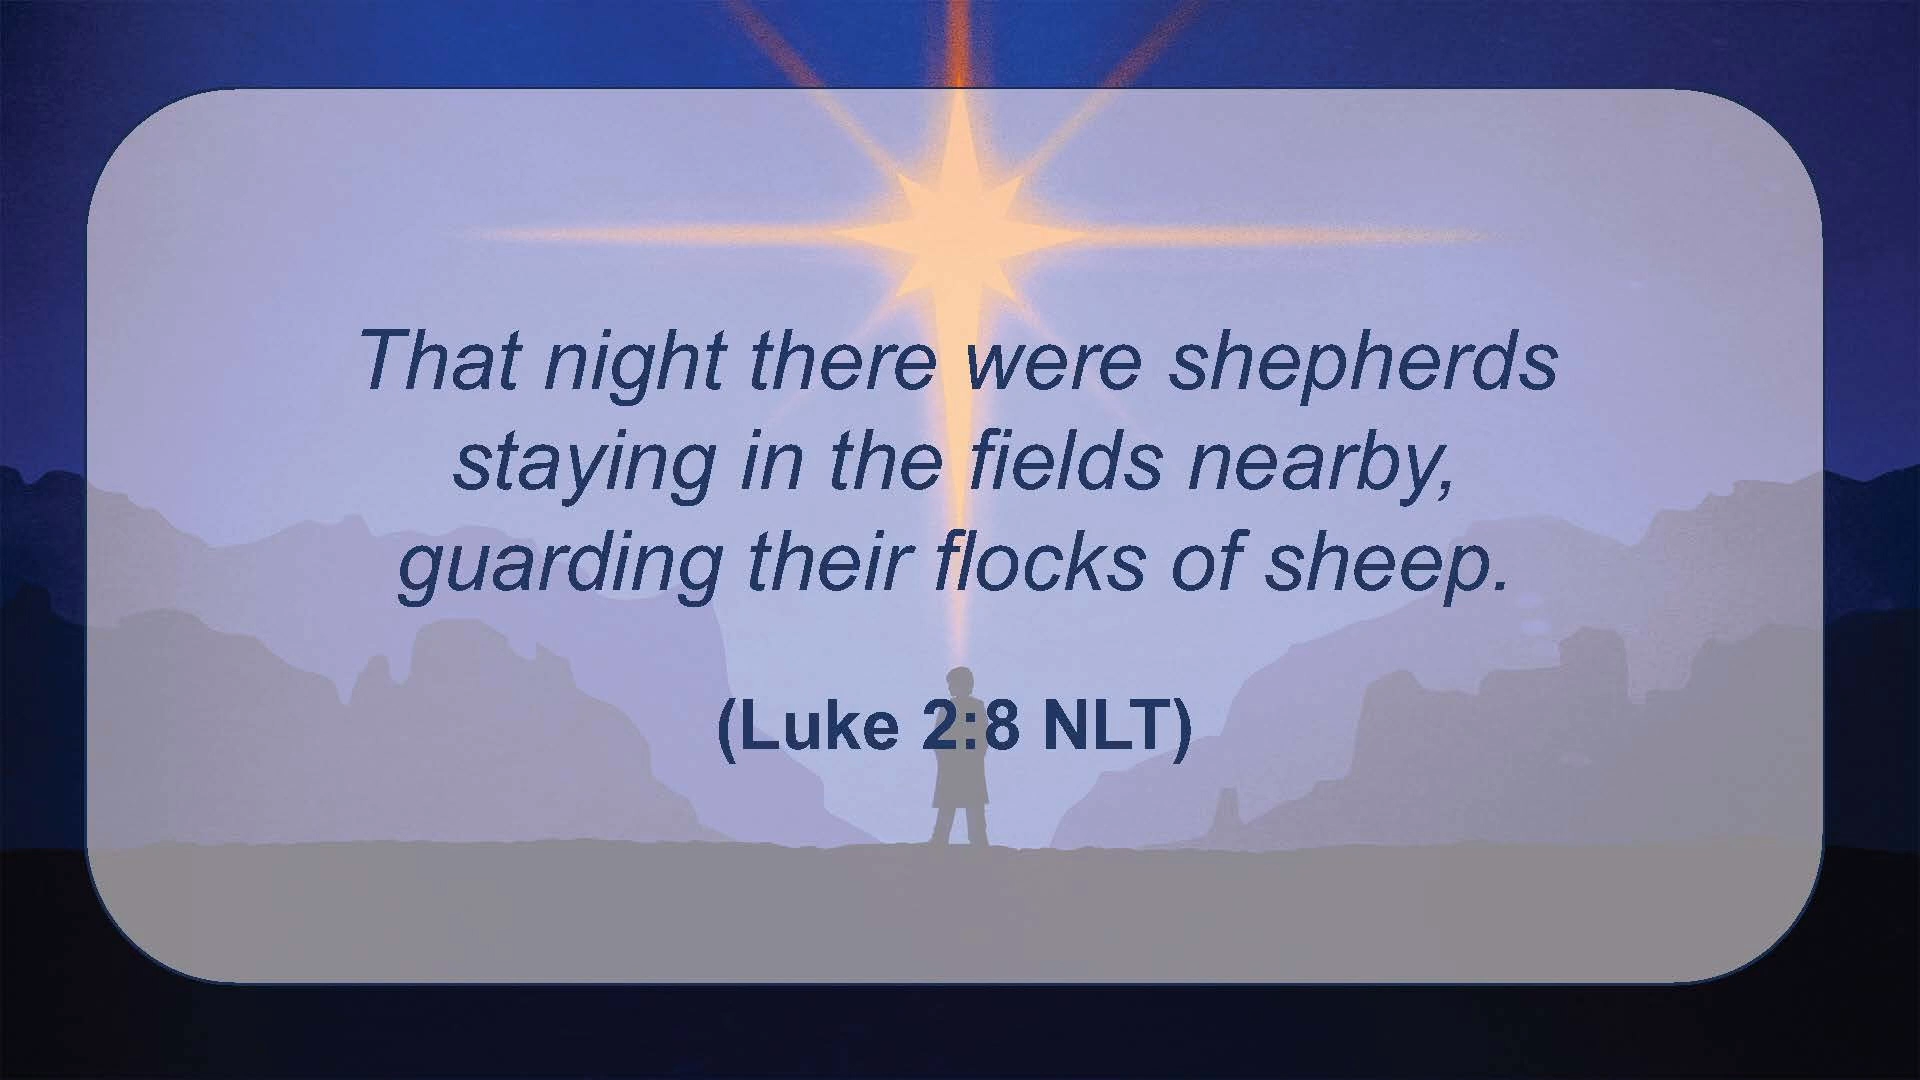 That night there were shepherds
staying in the fields nearby,
guarding their flocks of sheep.
(Luke 2:8 NLT)